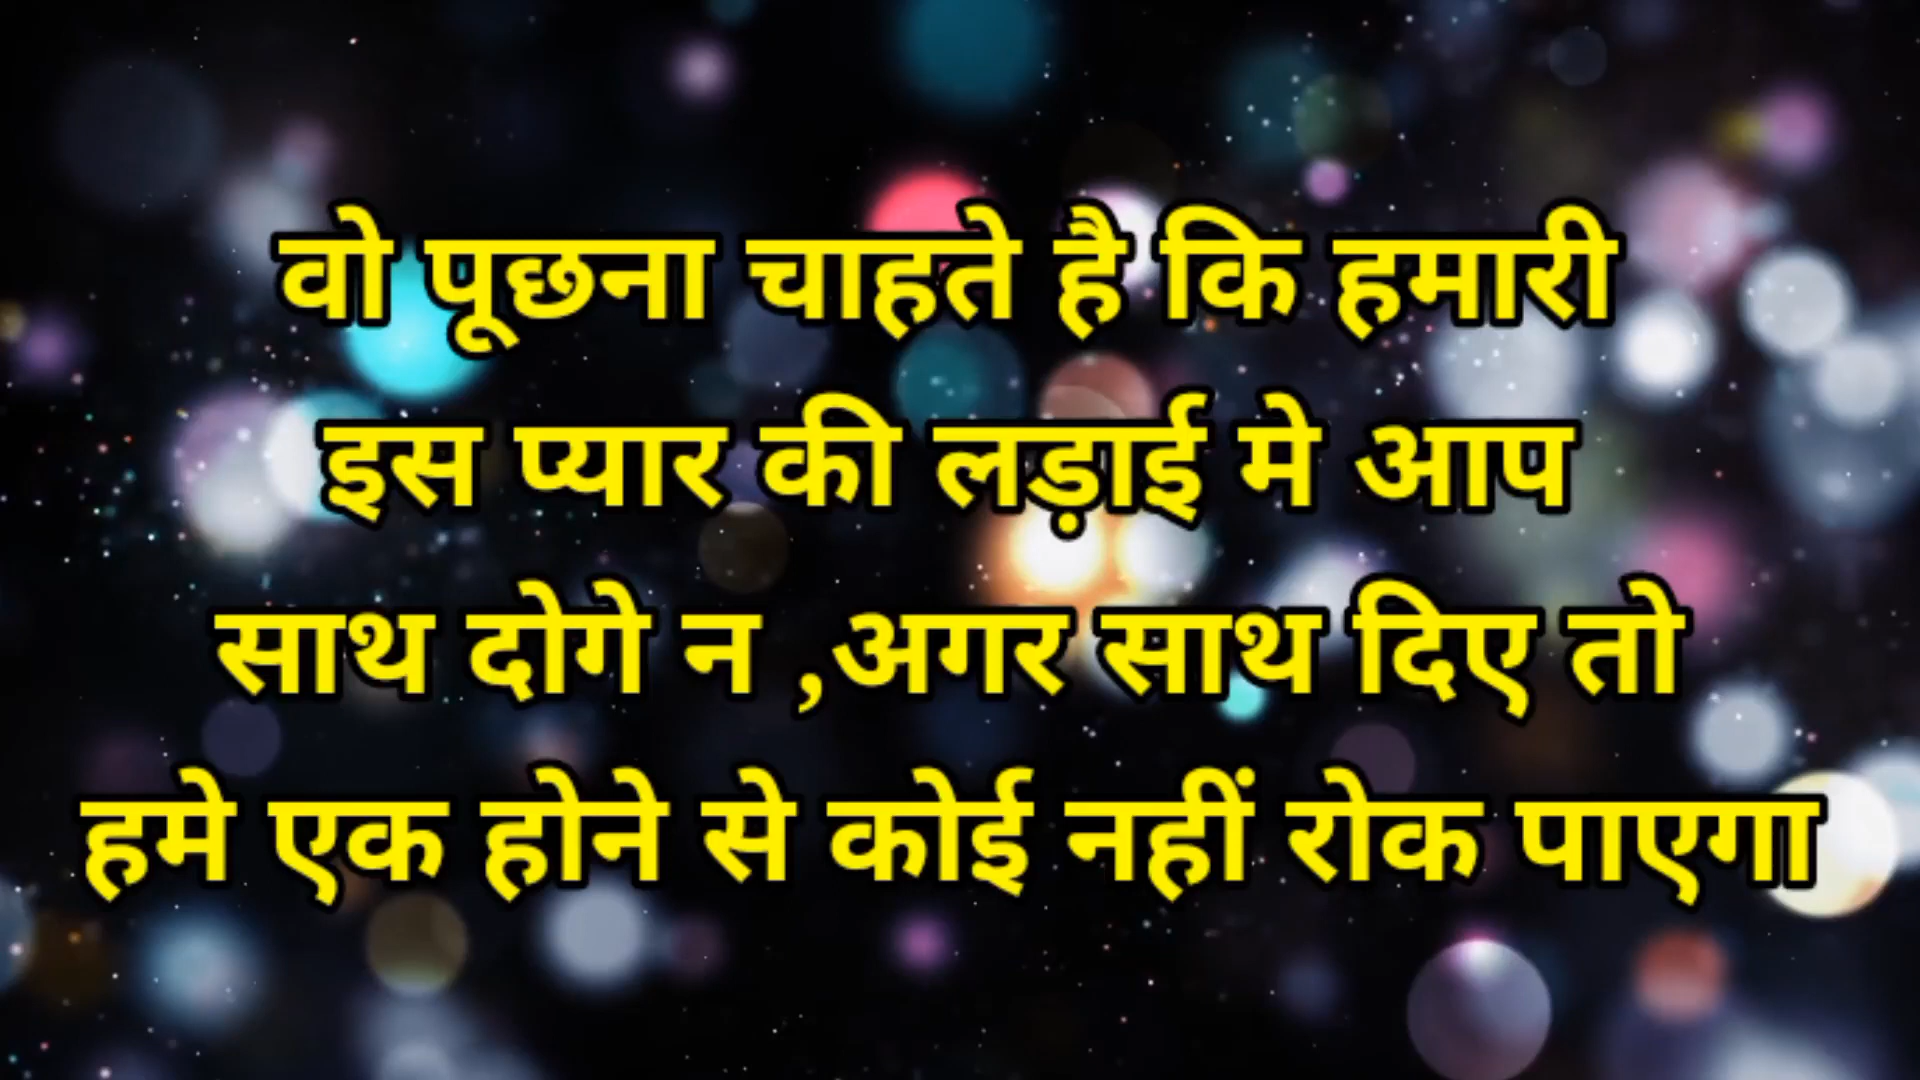 वो पूछना चाहते है कि हमारी
इस प्यार की लड़ाई मे आप
साथ दोगे न ,अगर साथ दिए तो
हमे एक होने से कोई नहीं रोक पाएगा